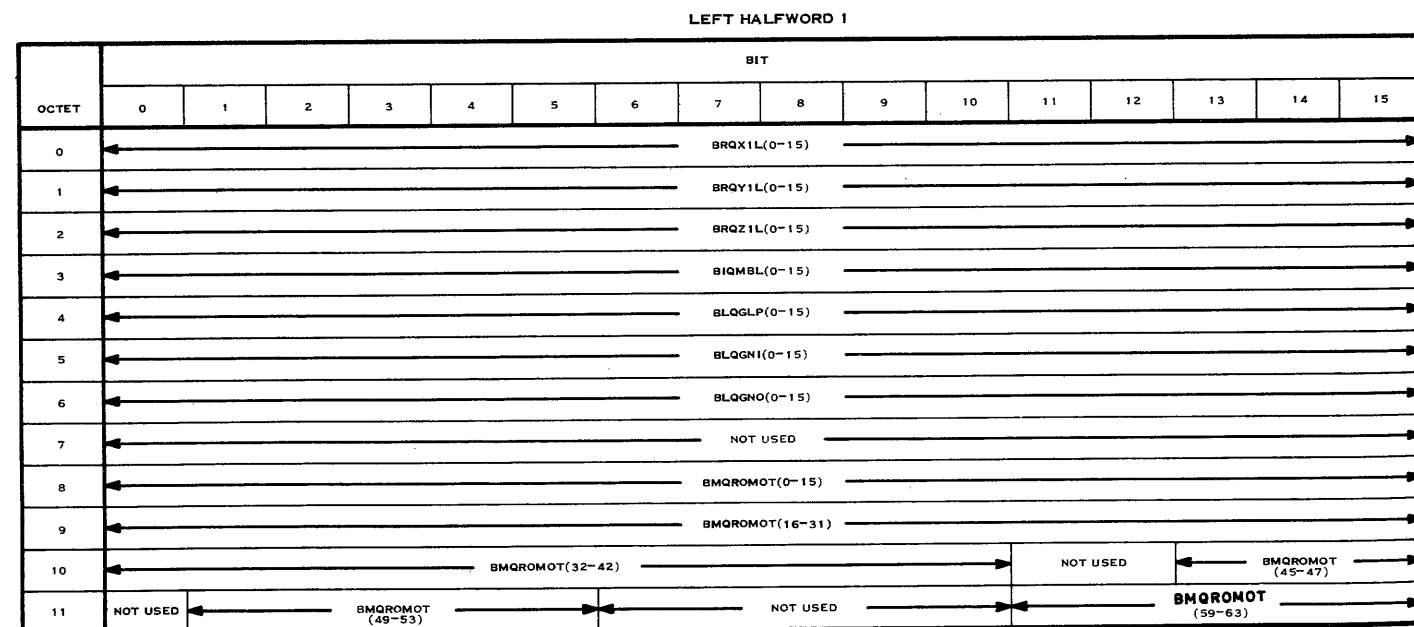 LEFT HALFWORD 1
BIT
OCTET 0 1 2 3 4 5 6 7 8 9 10 11 12 13 14 15
0 BRQX1L(0-15)
1 BRQY1L(0-15)
2 BRQZ1L(0-15)
3 BIQMBL(0-15)
4 BLQGLP(0-15)
5 BLQGNI(0-15)
6 BLQGNO(0-15)
7 NOT USED
8 BMQROMOT(0-15)
9 BMQROMOT(16-31)
10 BMQROMOT(32-42) NOT USED BMQROMOT
(45-47)
11 NOT USED BMQROMOT NOT USED BMQROMOT
(49-53) (59-63)